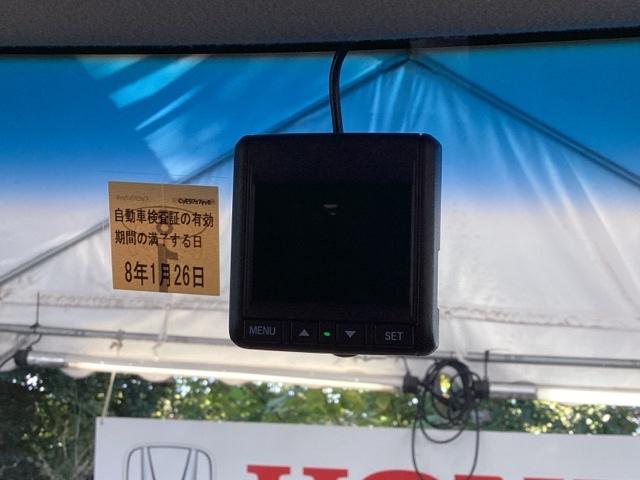 自動車検査証の有効
期間の満了する日
8年1月26日
MENU
SET